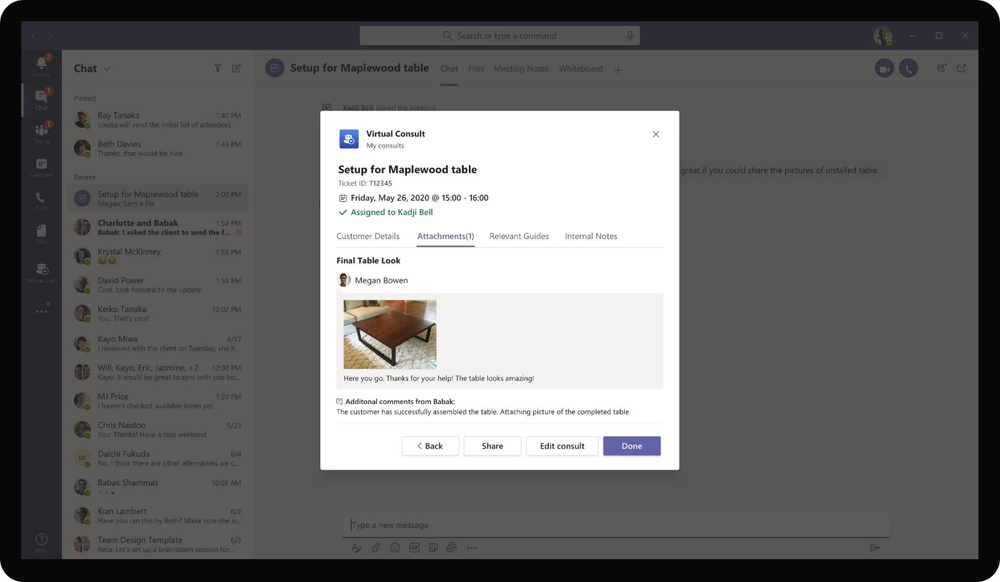 Search or type a command
2
Activity
1
Chat
1
Teams
Calendar
Calls
Files
Virtual Con.
Help
Chat
Pinned
Ray Tanaka 1:40 PM
Louisa will send the initial list of attendees
Beth Davies 1:43 PM
Thanks, that would be nice.
Recent
Setup for Maplewood table 2:00 PM
Megan: Sent a file
Charlotte and Babak 1:58 PM
Babak: I asked the client to send the f... @
Krystal McKinney 1:55 PM
😂😂
David Power 1:50 PM
Cool, look forward to the update
Keiko Tanaka 12:02 PM
You: That's cool!
Kayo Miwa 4/17
I reviewed with the client on Tuesday, she h...
Will, Kayo, Eric, Jazmine, +2 12:00 PM
Kayo: It would be great to sync with you bo...
MJ Price 1:20 PM
I haven't checked available times yet
Chris Naidoo 5/23
You: Thanks! Have a nice weekend
DF
Daichi Fukuda 6/4
No, I think there are other alternatives we c...
Babak Shammas 10:08 AM
Kian Lambert 6/2
Have you ran this by Beth? Make sure she is...
Team Design Template 6/3
Reta: Let's set up a brainstorm session for...
Setup for Maplewood table Chat Files Meeting Notes Whiteboard
Kadji Bell joined the meeting
great if you could share the pictures of installed table.
Virtual Consult
My consults
Setup for Maplewood table
Ticket ID: T12345
Friday, May 26, 2020 @ 15:00 - 16:00
Assigned to Kadji Bell
Customer Details Attachments(1) Relevant Guides Internal Notes
Final Table Look
Megan Bowen
Here you go. Thanks for your help! The table looks amazing!
Additonal comments from Babak:
The customer has successfully assembled the table. Attaching picture of the completed table.
Back Share Edit consult Done
Type a new message
GIF